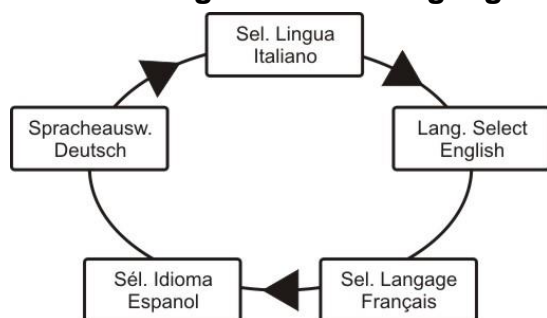 Sel. Lingua
Italiano
Spracheausw.
Deutsch
Lang. Select
English
Sél. Idioma
Espanol
Sel. Langage
Français